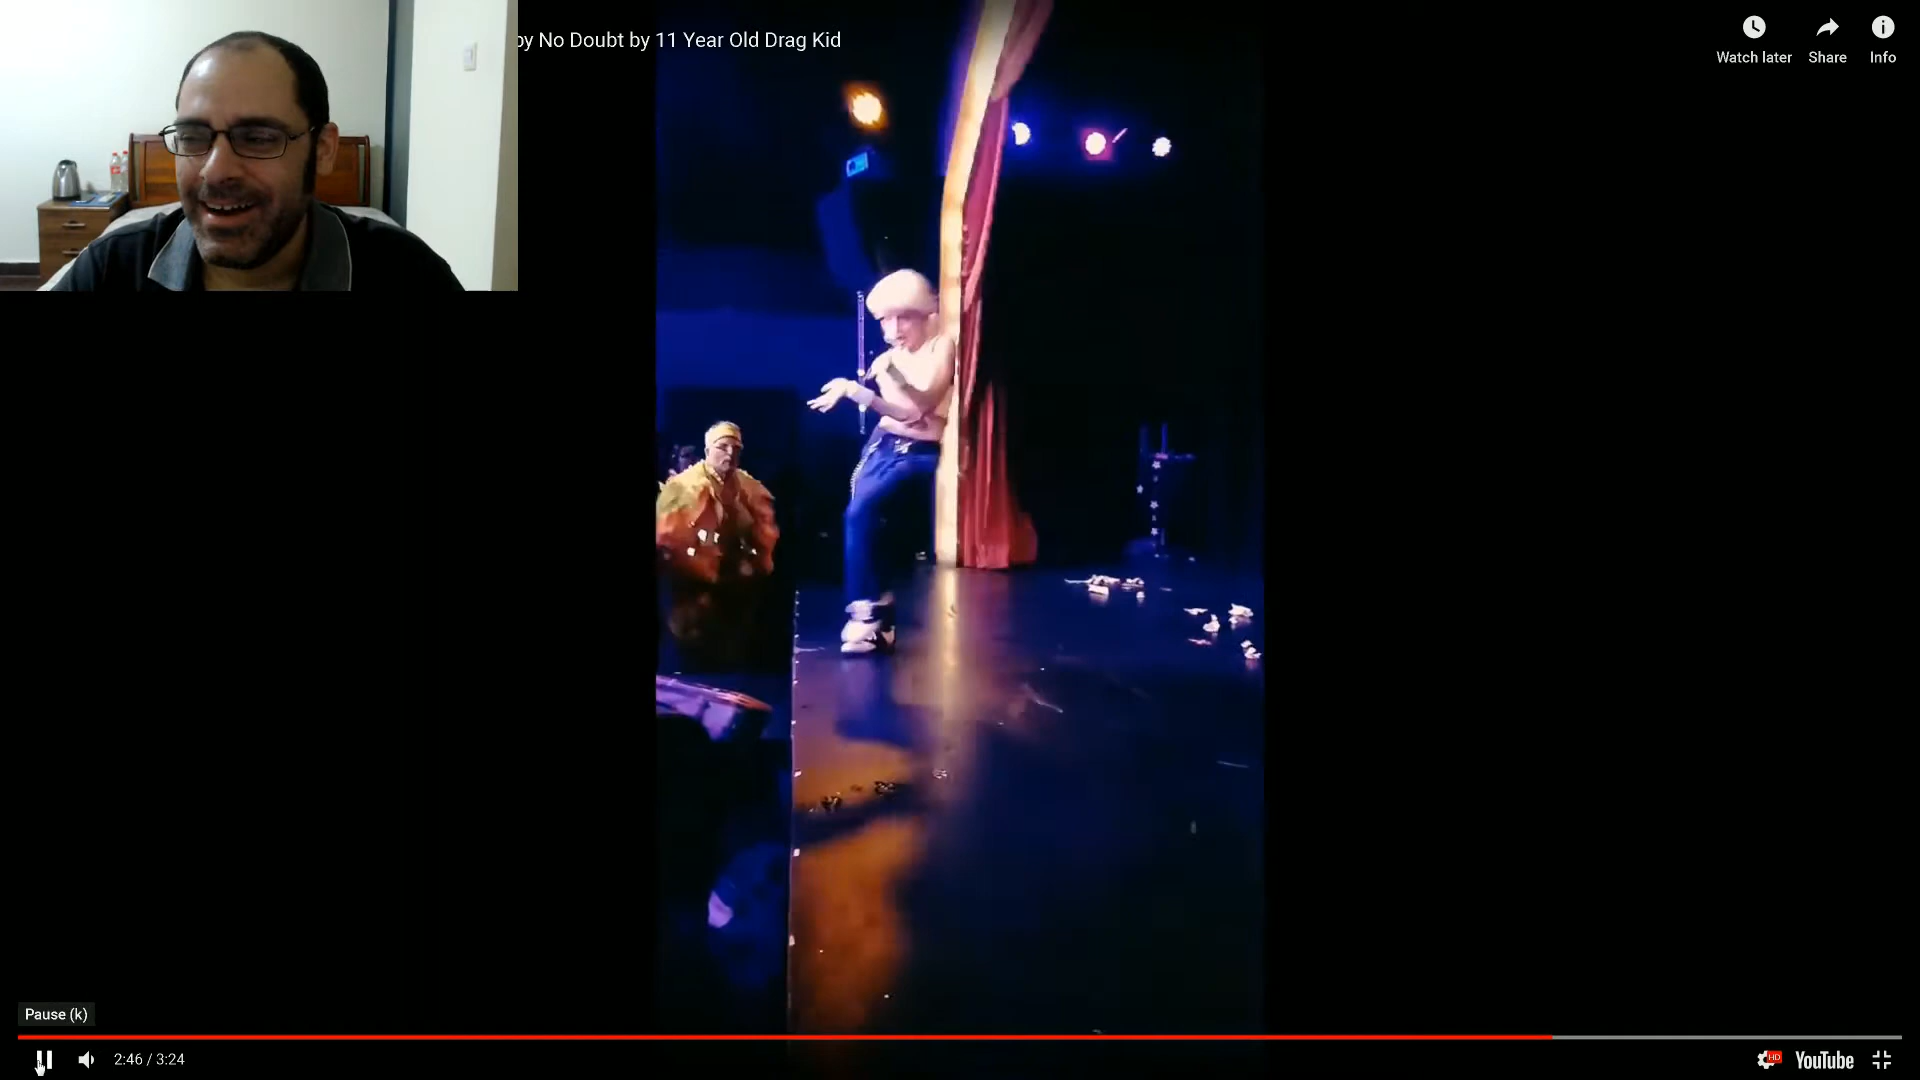 by No Doubt by 11 Year Old Drag Kid
Watch later
Share
Info
Pause (k)
2:46 / 3:24
HD
YouTube